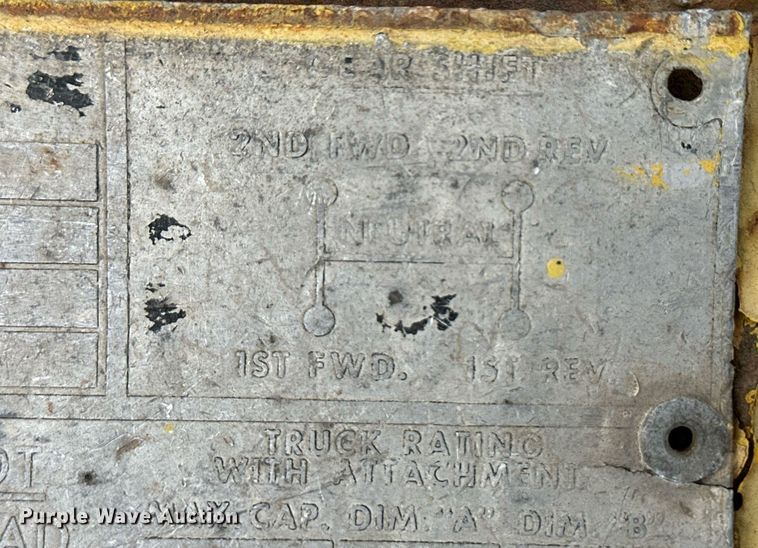 GEAR SHIFT
2ND FWD. 2ND REV.
NEUTRAL
1ST FWD. 1ST REV.
TRUCK RATING
WITH ATTACHMENT
MAX. CAP. DIM. "A" DIM. "B"
Purple Wave Auction